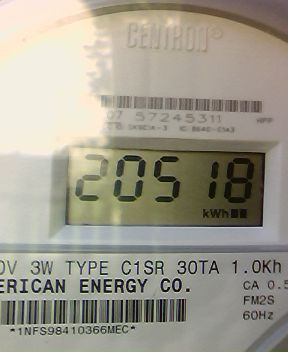 CENTRON®
07 57245311
20518
kWh
0V 3W TYPE C1SR 30TA 1.0Kh
ERICAN ENERGY CO.
CA 0.5
FM2S
60Hz
*1NFS98410366MEC*